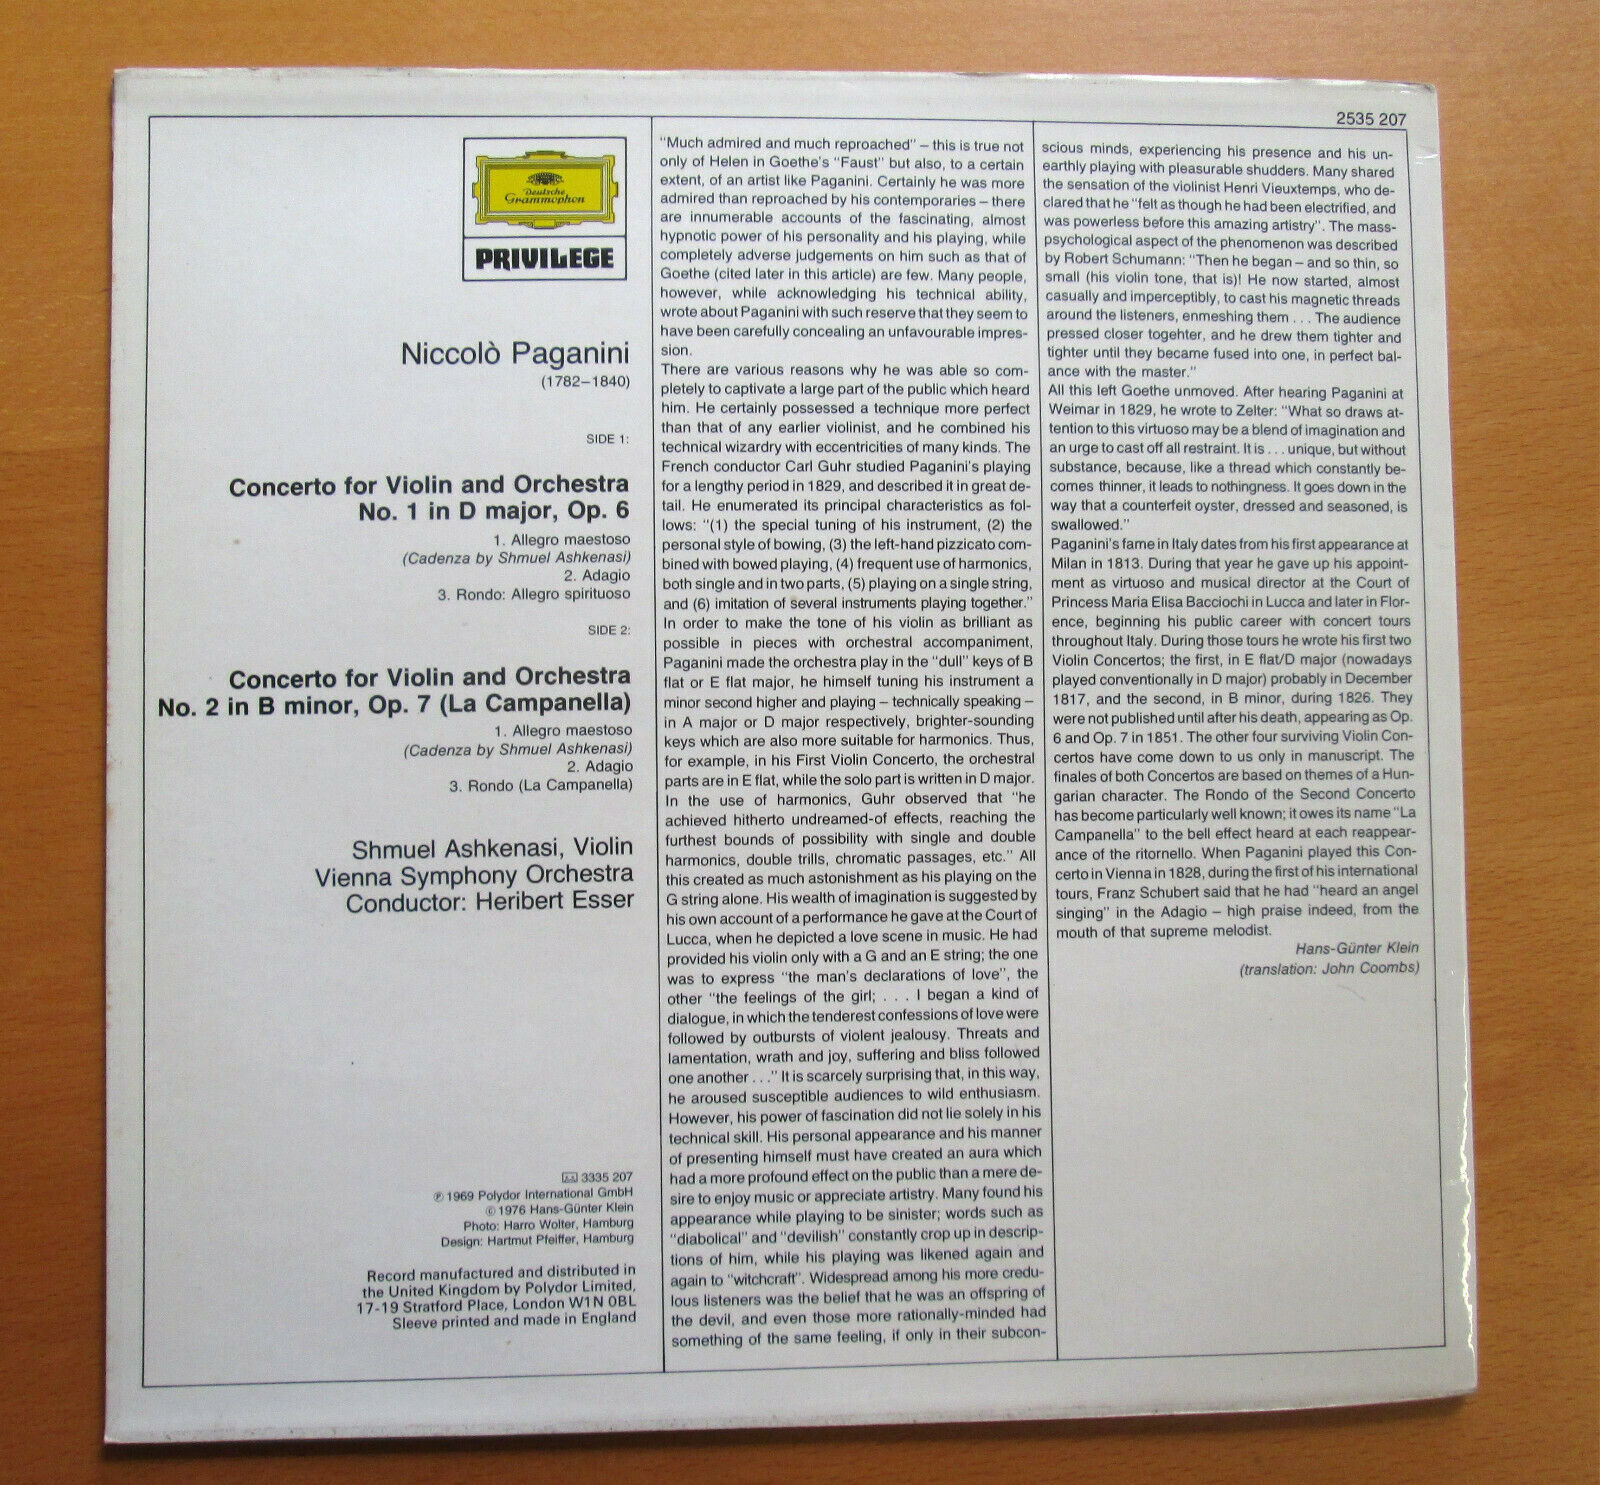 2535 207
Deutsche
Grammophon
PRIVILEGE
Niccolò Paganini
(1782–1840)
SIDE 1:
Concerto for Violin and Orchestra
No. 1 in D major, Op. 6
1. Allegro maestoso
(Cadenza by Shmuel Ashkenasi)
2. Adagio
3. Rondo: Allegro spirituoso
SIDE 2:
Concerto for Violin and Orchestra
No. 2 in B minor, Op. 7 (La Campanella)
1. Allegro maestoso
(Cadenza by Shmuel Ashkenasi)
2. Adagio
3. Rondo (La Campanella)
Shmuel Ashkenasi, Violin
Vienna Symphony Orchestra
Conductor: Heribert Esser
3335 207
℗ 1969 Polydor International GmbH
© 1976 Hans-Günter Klein
Photo: Harro Wolter, Hamburg
Design: Hartmut Pfeiffer, Hamburg
Record manufactured and distributed in
the United Kingdom by Polydor Limited,
17-19 Stratford Place, London W1N 0BL
Sleeve printed and made in England
"Much admired and much reproached" – this is true not
only of Helen in Goethe's "Faust" but also, to a certain
extent, of an artist like Paganini. Certainly he was more
admired than reproached by his contemporaries – there
are innumerable accounts of the fascinating, almost
hypnotic power of his personality and his playing, while
completely adverse judgements on him such as that of
Goethe (cited later in this article) are few. Many people,
however, while acknowledging his technical ability,
wrote about Paganini with such reserve that they seem to
have been carefully concealing an unfavourable impres-
sion.
There are various reasons why he was able so com-
pletely to captivate a large part of the public which heard
him. He certainly possessed a technique more perfect
than that of any earlier violinist, and he combined his
technical wizardry with eccentricities of many kinds. The
French conductor Carl Guhr studied Paganini's playing
for a lengthy period in 1829, and described it in great de-
tail. He enumerated its principal characteristics as fol-
lows: "(1) the special tuning of his instrument, (2) the
personal style of bowing, (3) the left-hand pizzicato com-
bined with bowed playing, (4) frequent use of harmonics,
both single and in two parts, (5) playing on a single string,
and (6) imitation of several instruments playing together."
In order to make the tone of his violin as brilliant as
possible in pieces with orchestral accompaniment,
Paganini made the orchestra play in the "dull" keys of B
flat or E flat major, he himself tuning his instrument a
minor second higher and playing – technically speaking –
in A major or D major respectively, brighter-sounding
keys which are also more suitable for harmonics. Thus,
for example, in his First Violin Concerto, the orchestral
parts are in E flat, while the solo part is written in D major.
In the use of harmonics, Guhr observed that "he
achieved hitherto undreamed-of effects, reaching the
furthest bounds of possibility with single and double
harmonics, double trills, chromatic passages, etc." All
this created as much astonishment as his playing on the
G string alone. His wealth of imagination is suggested by
his own account of a performance he gave at the Court of
Lucca, when he depicted a love scene in music. He had
provided his violin only with a G and an E string; the one
was to express "the man's declarations of love", the
other "the feelings of the girl; . . . I began a kind of
dialogue, in which the tenderest confessions of love were
followed by outbursts of violent jealousy. Threats and
lamentation, wrath and joy, suffering and bliss followed
one another . . ." It is scarcely surprising that, in this way,
he aroused susceptible audiences to wild enthusiasm.
However, his power of fascination did not lie solely in his
technical skill. His personal appearance and his manner
of presenting himself must have created an aura which
had a more profound effect on the public than a mere de-
sire to enjoy music or appreciate artistry. Many found his
appearance while playing to be sinister; words such as
"diabolical" and "devilish" constantly crop up in descrip-
tions of him, while his playing was likened again and
again to "witchcraft". Widespread among his more credu-
lous listeners was the belief that he was an offspring of
the devil, and even those more rationally-minded had
something of the same feeling, if only in their subcon-
scious minds, experiencing his presence and his un-
earthly playing with pleasurable shudders. Many shared
the sensation of the violinist Henri Vieuxtemps, who de-
clared that he "felt as though he had been electrified, and
was powerless before this amazing artistry". The mass-
psychological aspect of the phenomenon was described
by Robert Schumann: "Then he began – and so thin, so
small (his violin tone, that is)! He now started, almost
casually and imperceptibly, to cast his magnetic threads
around the listeners, enmeshing them . . . The audience
pressed closer togehter, and he drew them tighter and
tighter until they became fused into one, in perfect bal-
ance with the master."
All this left Goethe unmoved. After hearing Paganini at
Weimar in 1829, he wrote to Zelter: "What so draws at-
tention to this virtuoso may be a blend of imagination and
an urge to cast off all restraint. It is . . . unique, but without
substance, because, like a thread which constantly be-
comes thinner, it leads to nothingness. It goes down in the
way that a counterfeit oyster, dressed and seasoned, is
swallowed."
Paganini's fame in Italy dates from his first appearance at
Milan in 1813. During that year he gave up his appoint-
ment as virtuoso and musical director at the Court of
Princess Maria Elisa Bacciochi in Lucca and later in Flor-
ence, beginning his public career with concert tours
throughout Italy. During those tours he wrote his first two
Violin Concertos; the first, in E flat/D major (nowadays
played conventionally in D major) probably in December
1817, and the second, in B minor, during 1826. They
were not published until after his death, appearing as Op.
6 and Op. 7 in 1851. The other four surviving Violin Con-
certos have come down to us only in manuscript. The
finales of both Concertos are based on themes of a Hun-
garian character. The Rondo of the Second Concerto
has become particularly well known; it owes its name "La
Campanella" to the bell effect heard at each reappear-
ance of the ritornello. When Paganini played this Con-
certo in Vienna in 1828, during the first of his international
tours, Franz Schubert said that he had "heard an angel
singing" in the Adagio – high praise indeed, from the
mouth of that supreme melodist.
Hans-Günter Klein
(translation: John Coombs)